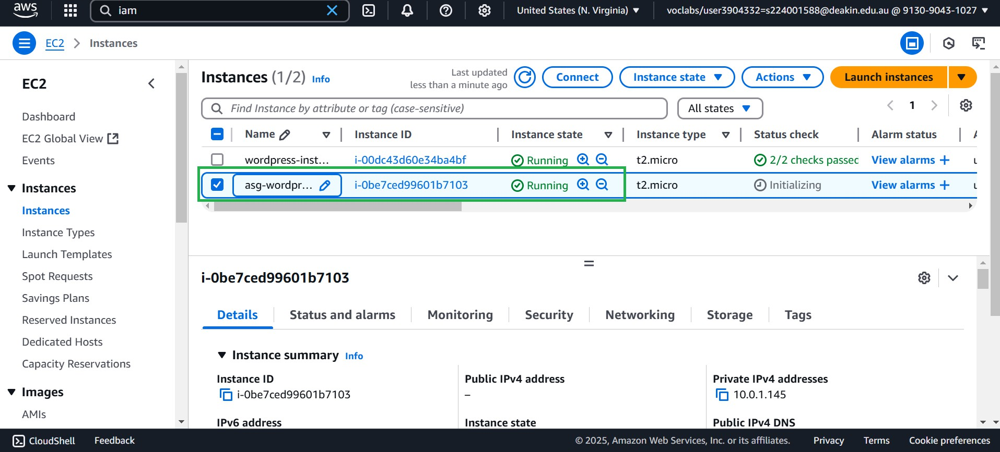 aws
iam
United States (N. Virginia)
voclabs/user3904332=s224001588@deakin.edu.au @ 9130-9043-1027
EC2
Instances
EC2
Dashboard
EC2 Global View
Events
Instances
Instances
Instance Types
Launch Templates
Spot Requests
Savings Plans
Reserved Instances
Dedicated Hosts
Capacity Reservations
Images
AMIs
Instances (1/2) Info
Last updated
less than a minute ago
Connect
Instance state
Actions
Launch instances
Find Instance by attribute or tag (case-sensitive)
All states
1
Name Instance ID Instance state Instance type Status check Alarm status
wordpress-inst... i-00dc43d60e34ba4bf Running t2.micro 2/2 checks passed View alarms +
asg-wordpr... i-0be7ced99601b7103 Running t2.micro Initializing View alarms +
i-0be7ced99601b7103
Details Status and alarms Monitoring Security Networking Storage Tags
Instance summary Info
Instance ID
i-0be7ced99601b7103
Public IPv4 address
–
Private IPv4 addresses
10.0.1.145
IPv6 address
Instance state
Public IPv4 DNS
CloudShell
Feedback
© 2025, Amazon Web Services, Inc. or its affiliates.
Privacy
Terms
Cookie preferences